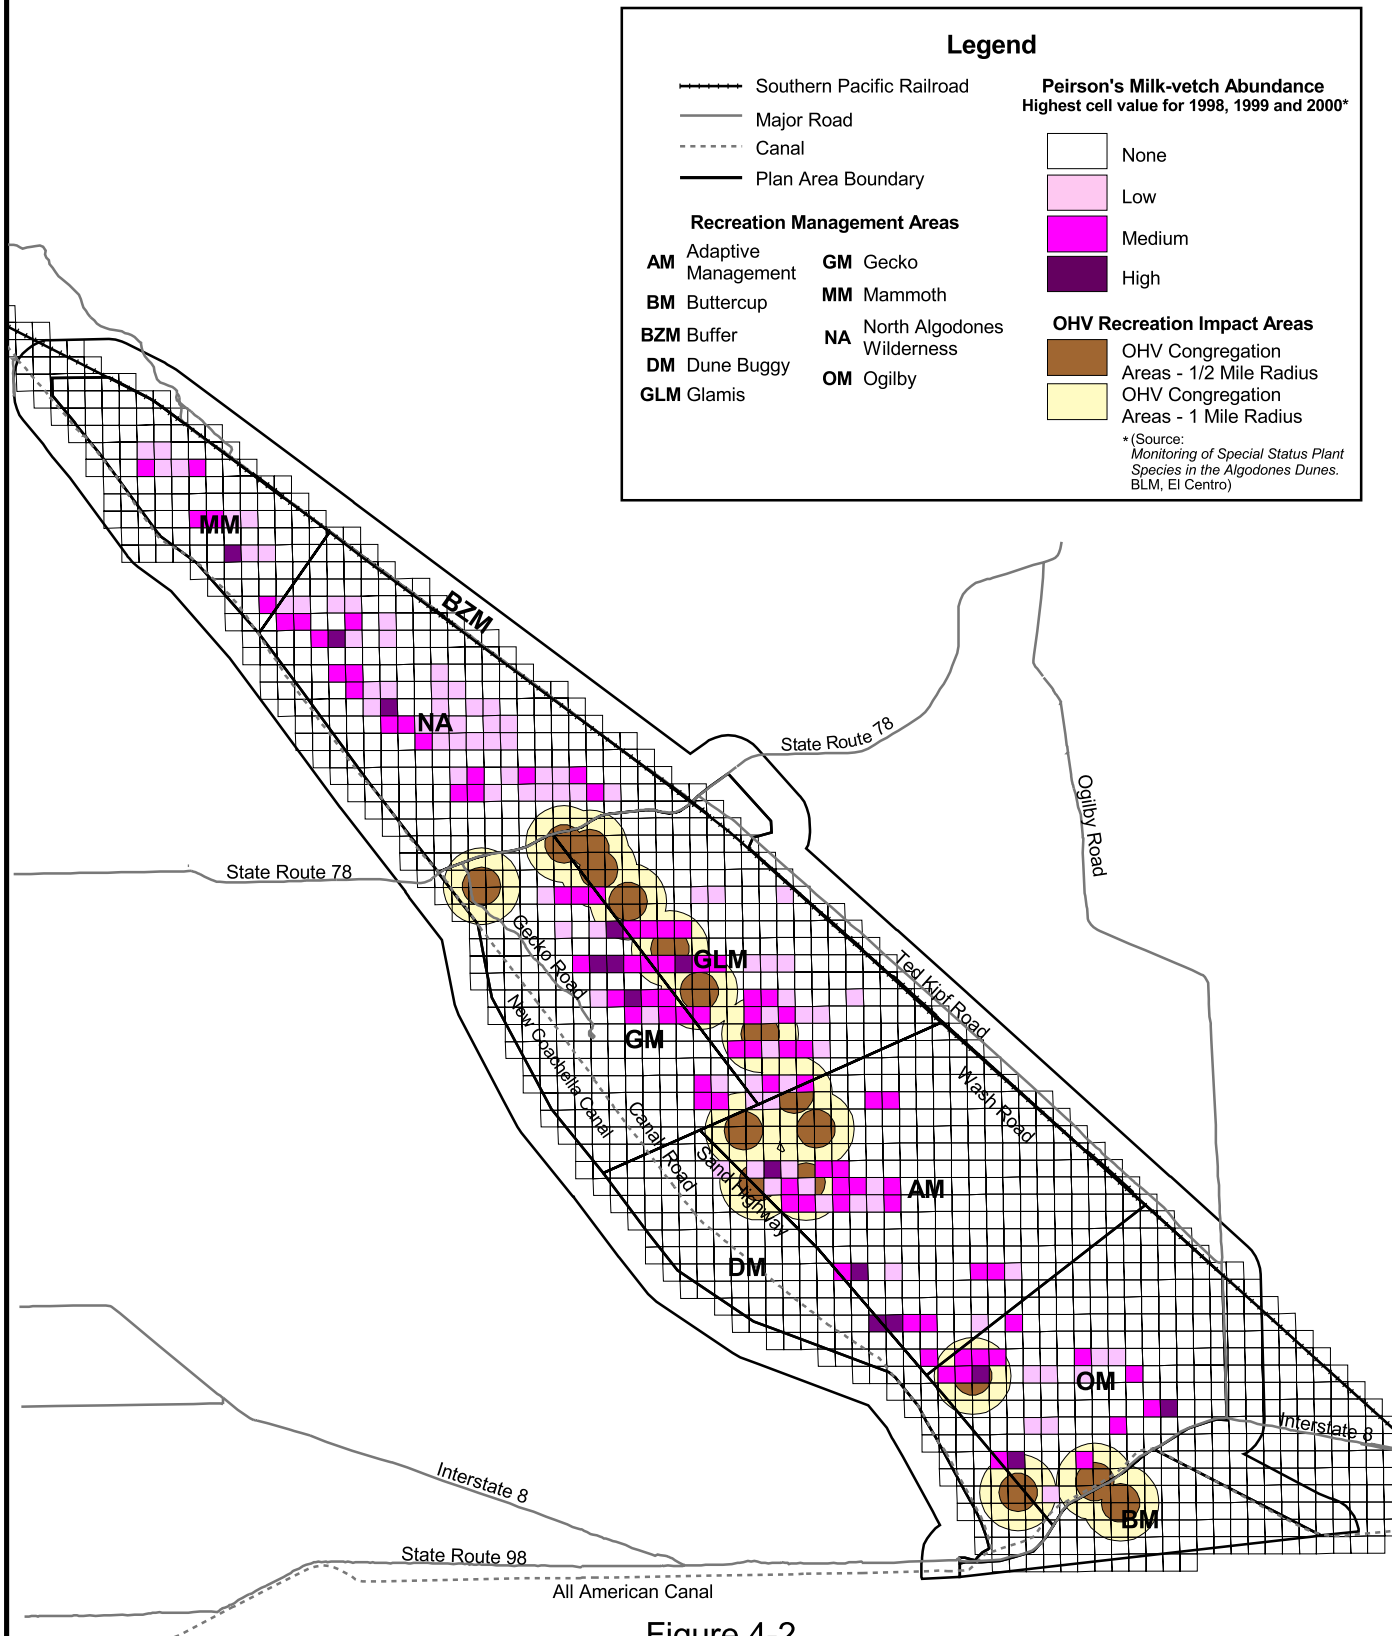 Legend
Southern Pacific Railroad
Major Road
Canal
Plan Area Boundary
Recreation Management Areas
AM Adaptive
Management
BM Buttercup
BZM Buffer
DM Dune Buggy
GLM Glamis
GM Gecko
MM Mammoth
NA North Algodones
Wilderness
OM Ogilby
Peirson's Milk-vetch Abundance
Highest cell value for 1998, 1999 and 2000*
None
Low
Medium
High
OHV Recreation Impact Areas
OHV Congregation
Areas - 1/2 Mile Radius
OHV Congregation
Areas - 1 Mile Radius
* (Source:
Monitoring of Special Status Plant
Species in the Algodones Dunes.
BLM, El Centro)
MM
BZM
NA
State Route 78
Ogilby Road
State Route 78
Gecko Road
GLM
Ted Kipf Road
New Coachella Canal
GM
Wash Road
Canal Road
Sand Highway
AM
DM
OM
Interstate 8
Interstate 8
BM
State Route 98
All American Canal
Figure 4-2